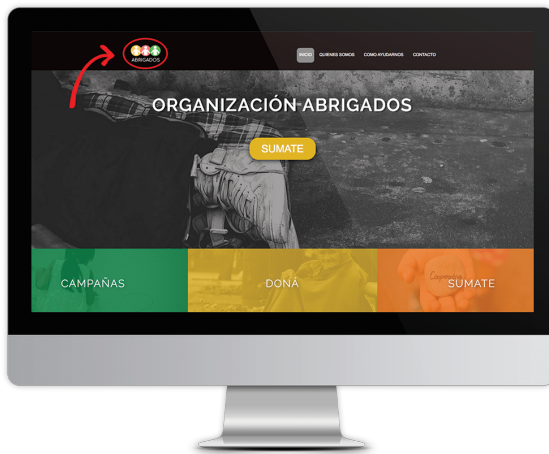 ABRIGADOS
INICIO QUIENES SOMOS COMO AYUDARNOS CONTACTO
ORGANIZACIÓN ABRIGADOS
SUMATE
CAMPAÑAS
DONÁ
SUMATE